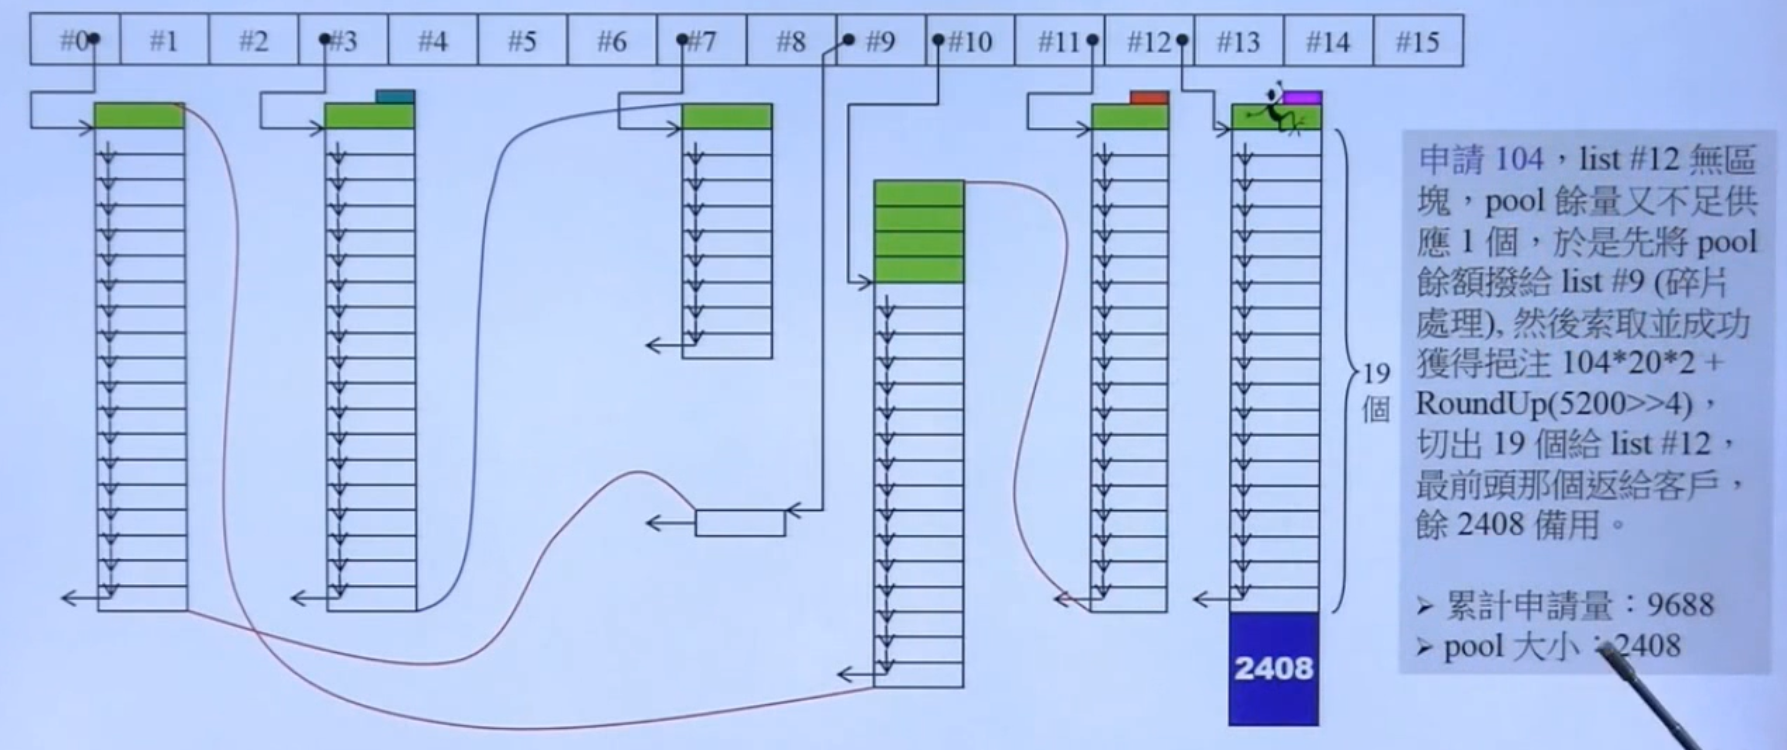 #0 #1 #2 #3 #4 #5 #6 #7 #8 #9 #10 #11 #12 #13 #14 #15
申請 104,list #12 無區
塊,pool 餘量又不足供
應 1 個,於是先將 pool
餘額撥給 list #9 (碎片
處理), 然後索取並成功
獲得挹注 104*20*2 +
RoundUp(5200>>4),
切出 19 個給 list #12,
最前頭那個返給客戶,
餘 2408 備用。
19
個
➢ 累計申請量:9688
➢ pool 大小:2408
2408